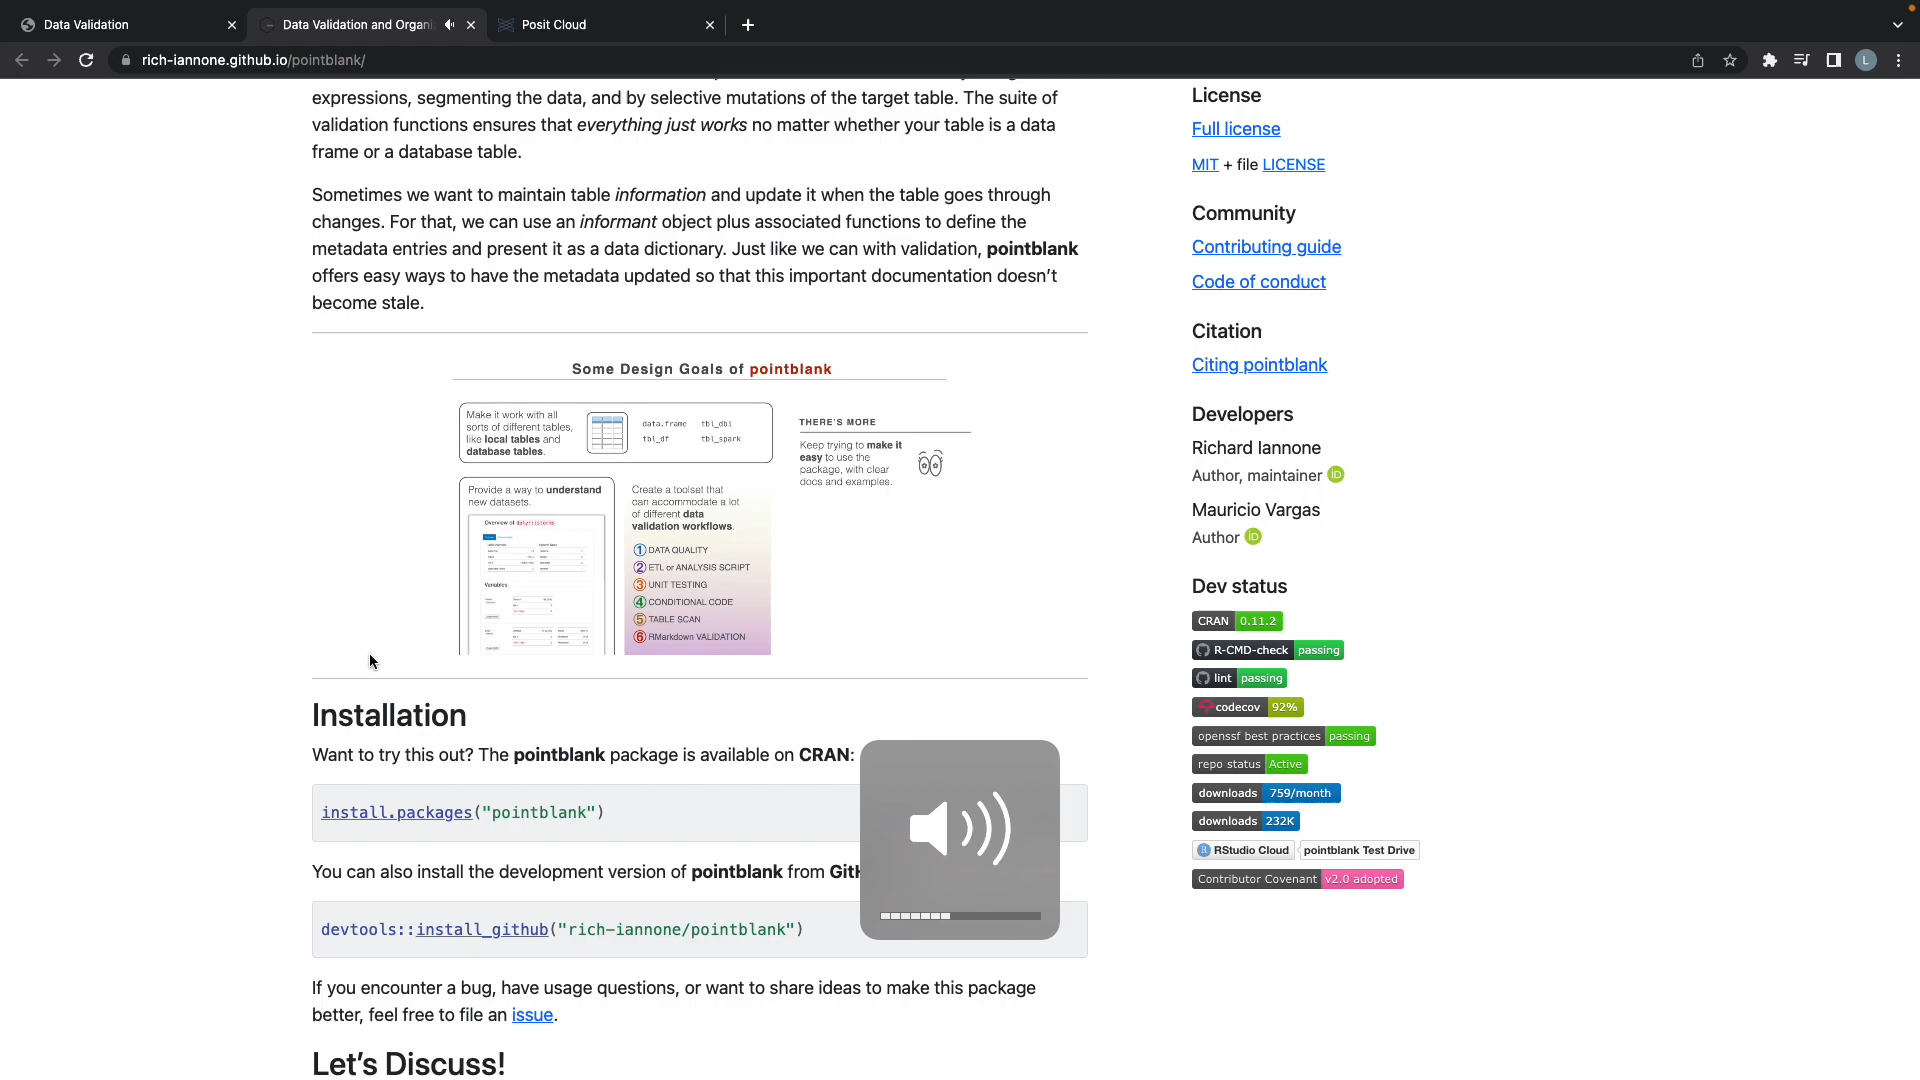 Data Validation
Data Validation and Organi
Posit Cloud
rich-iannone.github.io/pointblank/
L
expressions, segmenting the data, and by selective mutations of the target table. The suite of
validation functions ensures that everything just works no matter whether your table is a data
frame or a database table.
Sometimes we want to maintain table information and update it when the table goes through
changes. For that, we can use an informant object plus associated functions to define the
metadata entries and present it as a data dictionary. Just like we can with validation, pointblank
offers easy ways to have the metadata updated so that this important documentation doesn’t
become stale.
Some Design Goals of pointblank
Make it work with all
sorts of different tables,
like local tables and
database tables.
data.frame tbl_dbi
tbl_df tbl_spark
THERE'S MORE
Keep trying to make it
easy to use the
package, with clear
docs and examples.
Provide a way to understand
new datasets.
Overview of dplyr::storms
Variables
Create a toolset that
can accommodate a lot
of different data
validation workflows.
1 DATA QUALITY
2 ETL or ANALYSIS SCRIPT
3 UNIT TESTING
4 CONDITIONAL CODE
5 TABLE SCAN
6 RMarkdown VALIDATION
Installation
Want to try this out? The pointblank package is available on CRAN:
install.packages("pointblank")
You can also install the development version of pointblank from Git
devtools::install_github("rich-iannone/pointblank")
If you encounter a bug, have usage questions, or want to share ideas to make this package
better, feel free to file an issue.
Let’s Discuss!
License
Full license
MIT + file LICENSE
Community
Contributing guide
Code of conduct
Citation
Citing pointblank
Developers
Richard Iannone
Author, maintainer iD
Mauricio Vargas
Author iD
Dev status
CRAN 0.11.2
R-CMD-check passing
lint passing
codecov 92%
openssf best practices passing
repo status Active
downloads 759/month
downloads 232K
R RStudio Cloud pointblank Test Drive
Contributor Covenant v2.0 adopted